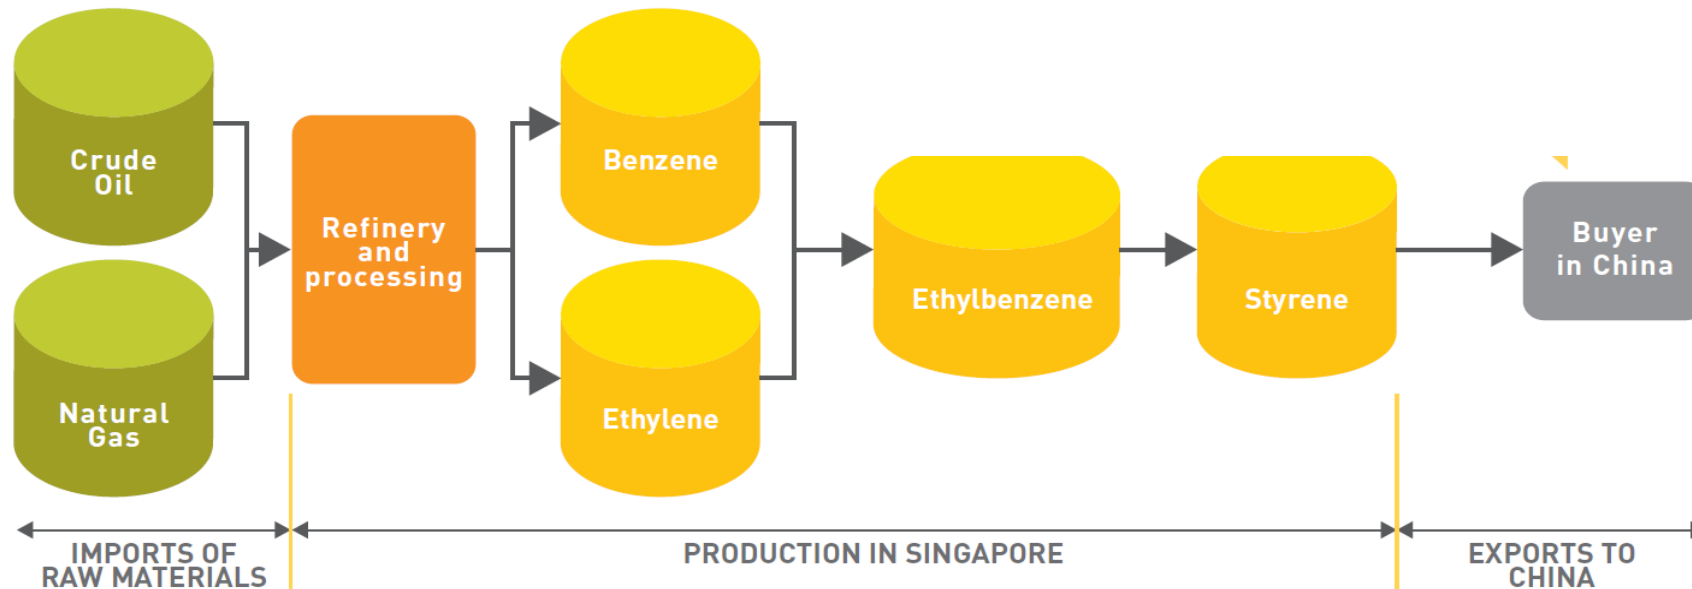 Crude
Oil
Natural
Gas
Refinery
and
processing
Benzene
Ethylene
Ethylbenzene
Styrene
Buyer
in China
IMPORTS OF
RAW MATERIALS
PRODUCTION IN SINGAPORE
EXPORTS TO
CHINA